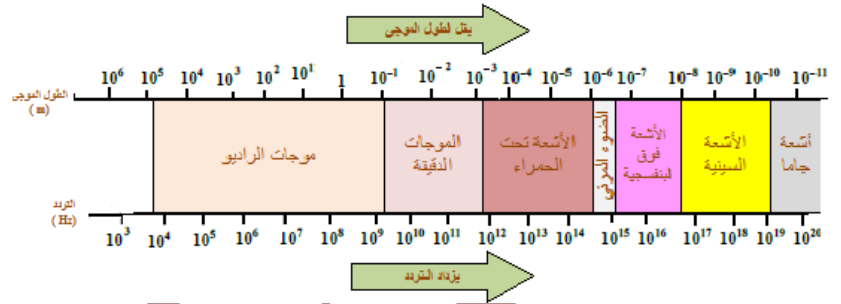 يقل لطول الموجي
10⁶ 10⁵ 10⁴ 10³ 10² 10¹ 1 10⁻¹ 10⁻² 10⁻³ 10⁻⁴ 10⁻⁵ 10⁻⁶ 10⁻⁷ 10⁻⁸ 10⁻⁹ 10⁻¹⁰ 10⁻¹¹
الطول الموجى
(m)
موجات الراديو
الموجات
الدقيقة
الأشعة تحت
الحمراء
الضوء المرئي
الأشعة
فوق
البنفسجية
الأشعة
السينية
أشعة
جاما
التردد
(Hz)
10³ 10⁴ 10⁵ 10⁶ 10⁷ 10⁸ 10⁹ 10¹⁰ 10¹¹ 10¹² 10¹³ 10¹⁴ 10¹⁵ 10¹⁶ 10¹⁷ 10¹⁸ 10¹⁹ 10²⁰
يزداد التردد